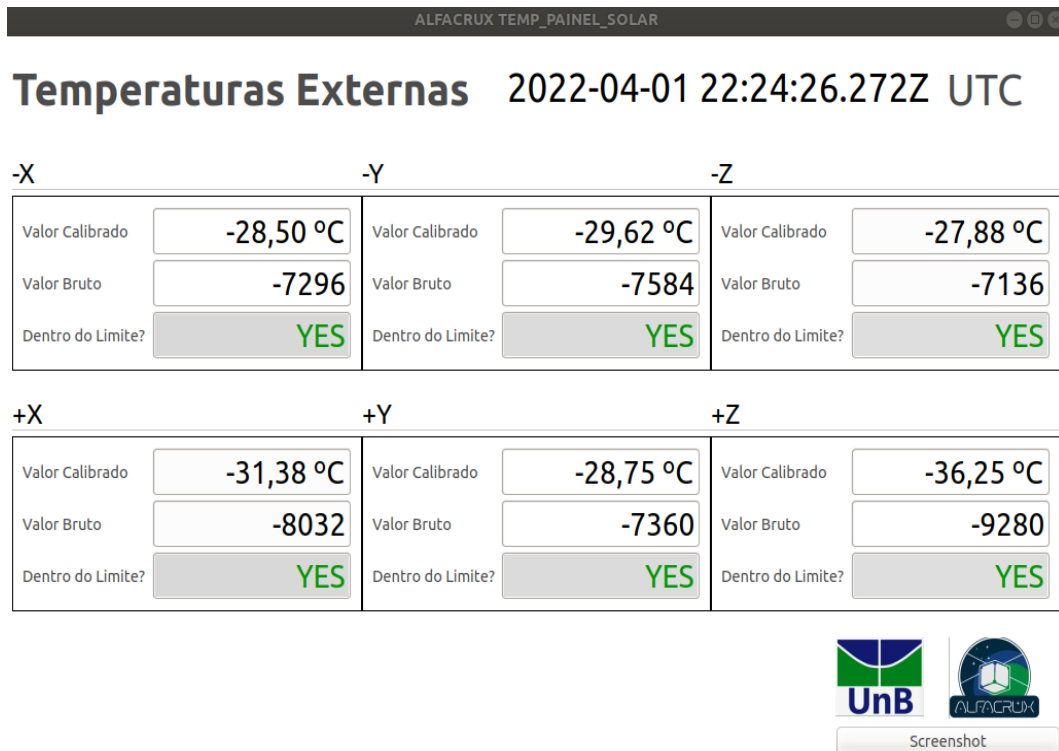 ALFACRUX TEMP_PAINEL_SOLAR
Temperaturas Externas 2022-04-01 22:24:26.272Z UTC
-X -Y -Z
Valor Calibrado -28,50 ºC Valor Calibrado -29,62 ºC Valor Calibrado -27,88 ºC
Valor Bruto -7296 Valor Bruto -7584 Valor Bruto -7136
Dentro do Limite? YES Dentro do Limite? YES Dentro do Limite? YES
+X +Y +Z
Valor Calibrado -31,38 ºC Valor Calibrado -28,75 ºC Valor Calibrado -36,25 ºC
Valor Bruto -8032 Valor Bruto -7360 Valor Bruto -9280
Dentro do Limite? YES Dentro do Limite? YES Dentro do Limite? YES
UnB ALFACRUX
Screenshot